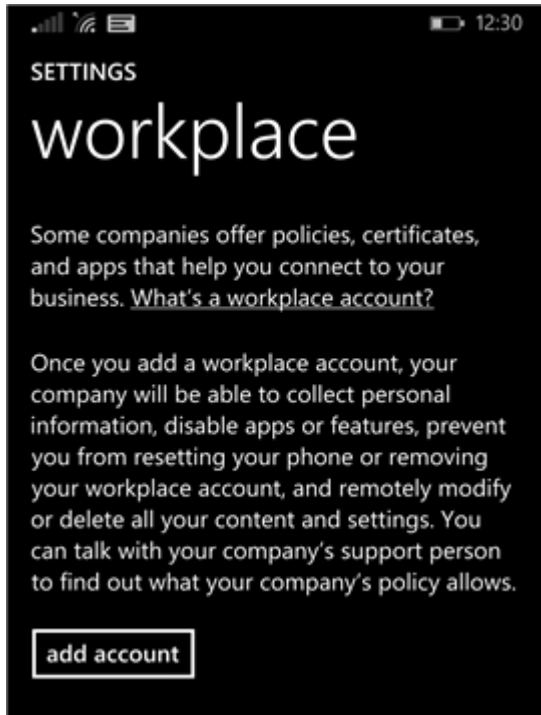 12:30
SETTINGS
workplace
Some companies offer policies, certificates,
and apps that help you connect to your
business. What's a workplace account?
Once you add a workplace account, your
company will be able to collect personal
information, disable apps or features, prevent
you from resetting your phone or removing
your workplace account, and remotely modify
or delete all your content and settings. You
can talk with your company's support person
to find out what your company's policy allows.
add account